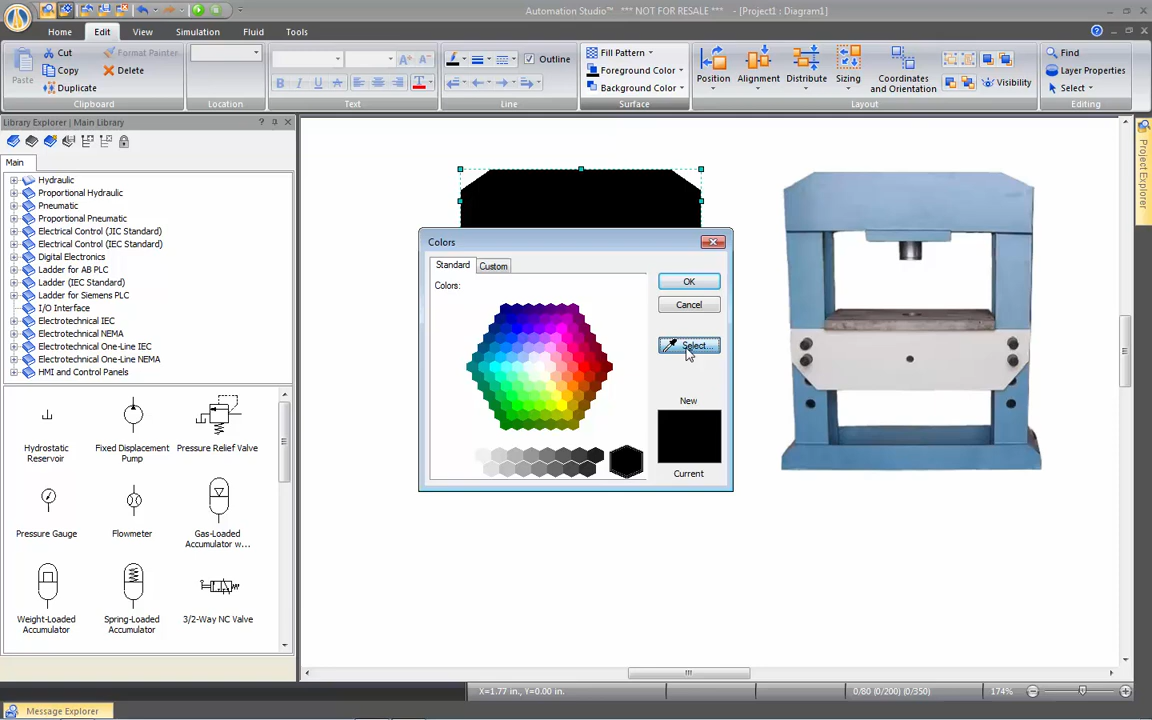 Automation Studio™ *** NOT FOR RESALE *** - [Project1 : Diagram1]
Home Edit View Simulation Fluid Tools
Paste
Cut
Copy
Duplicate
Format Painter
Delete
Clipboard
Location
B I U A T
Text
Outline
Line
Fill Pattern
Foreground Color
Background Color
Surface
Position
Alignment
Distribute
Sizing
Coordinates
and Orientation
Visibility
Layout
Find
Layer Properties
Select
Editing
Library Explorer | Main Library
Main
Hydraulic
Proportional Hydraulic
Pneumatic
Proportional Pneumatic
Electrical Control (JIC Standard)
Electrical Control (IEC Standard)
Digital Electronics
Ladder for AB PLC
Ladder (IEC Standard)
Ladder for Siemens PLC
I/O Interface
Electrotechnical IEC
Electrotechnical NEMA
Electrotechnical One-Line IEC
Electrotechnical One-Line NEMA
HMI and Control Panels
Hydrostatic
Reservoir
Fixed Displacement
Pump
Pressure Relief Valve
Pressure Gauge
Flowmeter
Gas-Loaded
Accumulator w...
Weight-Loaded
Accumulator
Spring-Loaded
Accumulator
3/2-Way NC Valve
Colors
Standard
Custom
Colors:
OK
Cancel
Select...
New
Current
Project Explorer
X=1.77 in., Y=0.00 in.
0/80 (0/200) (0/350)
174%
Message Explorer